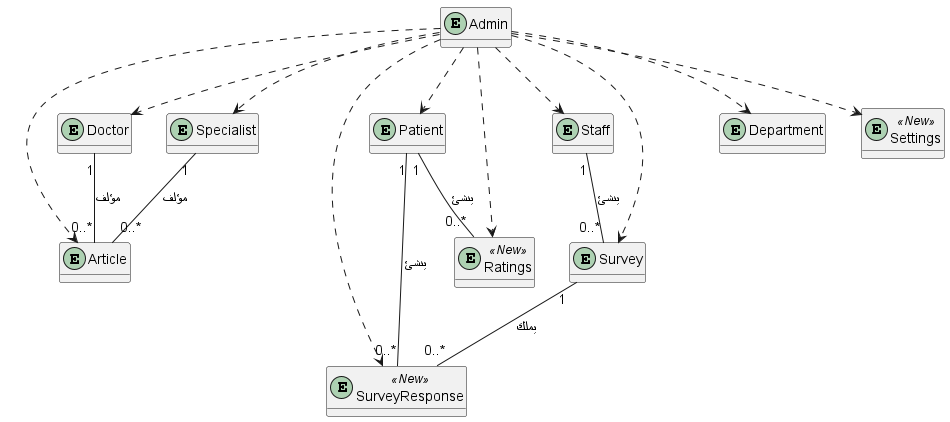 E Admin
E Doctor
E Specialist
E Patient
E Staff
E Department
E «New»
Settings
1
1
1
1
1
مؤلف
مؤلف
ينشئ
ينشئ
0..*
0..*
0..*
0..*
E Article
E «New»
Ratings
E Survey
ينشئ
1
يملك
0..*
0..*
E «New»
SurveyResponse